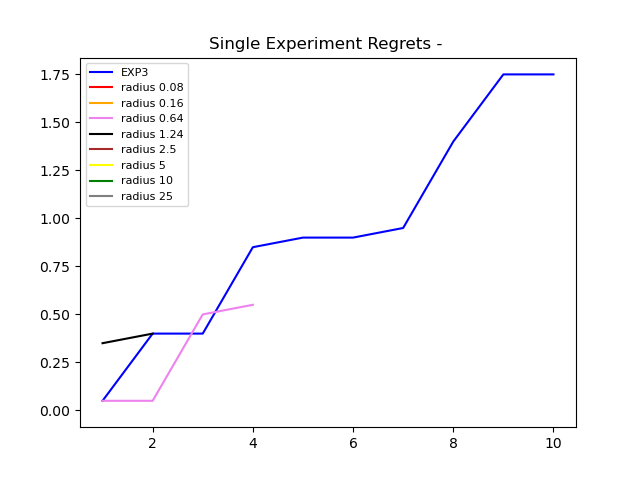 Single Experiment Regrets -
EXP3
radius 0.08
radius 0.16
radius 0.64
radius 1.24
radius 2.5
radius 5
radius 10
radius 25
1.75
1.50
1.25
1.00
0.75
0.50
0.25
0.00
2 4 6 8 10